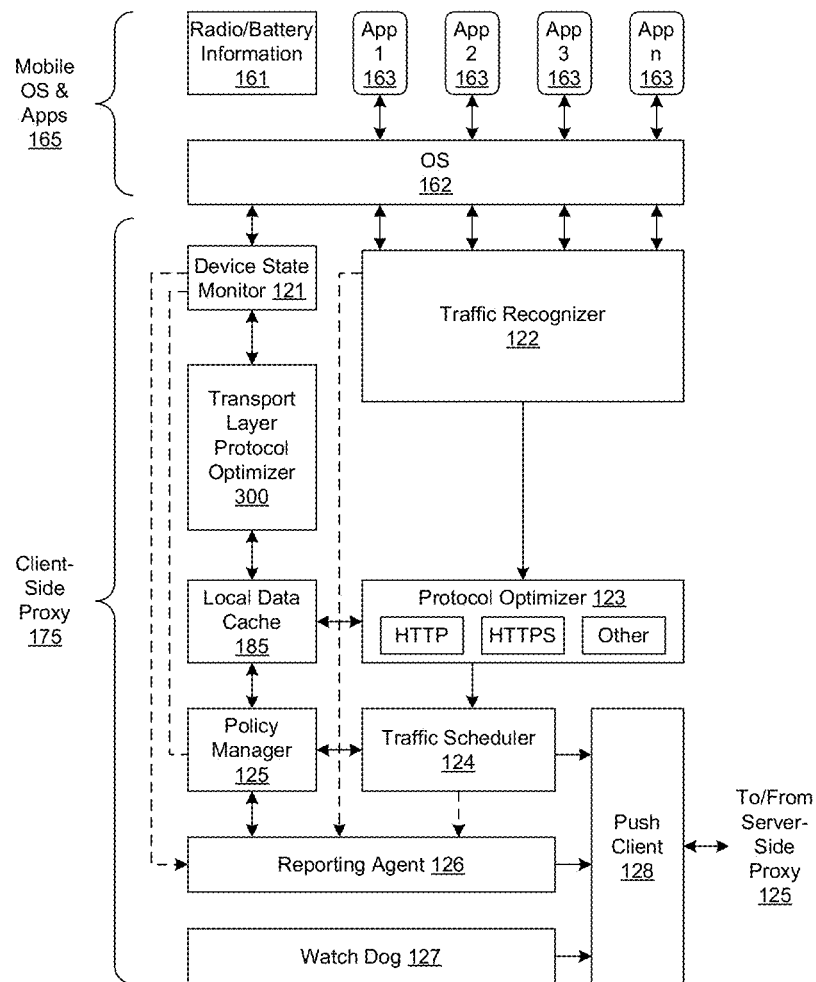 Radio/Battery
Information
161
App
1
163
App
2
163
App
3
163
App
n
163
Mobile
OS &
Apps
165
OS
162
Device State
Monitor 121
Traffic Recognizer
122
Transport
Layer
Protocol
Optimizer
300
Client-
Side
Proxy
175
Local Data
Cache
185
Protocol Optimizer 123
HTTP
HTTPS
Other
Policy
Manager
125
Traffic Scheduler
124
Push
Client
128
To/From
Server-
Side
Proxy
125
Reporting Agent 126
Watch Dog 127